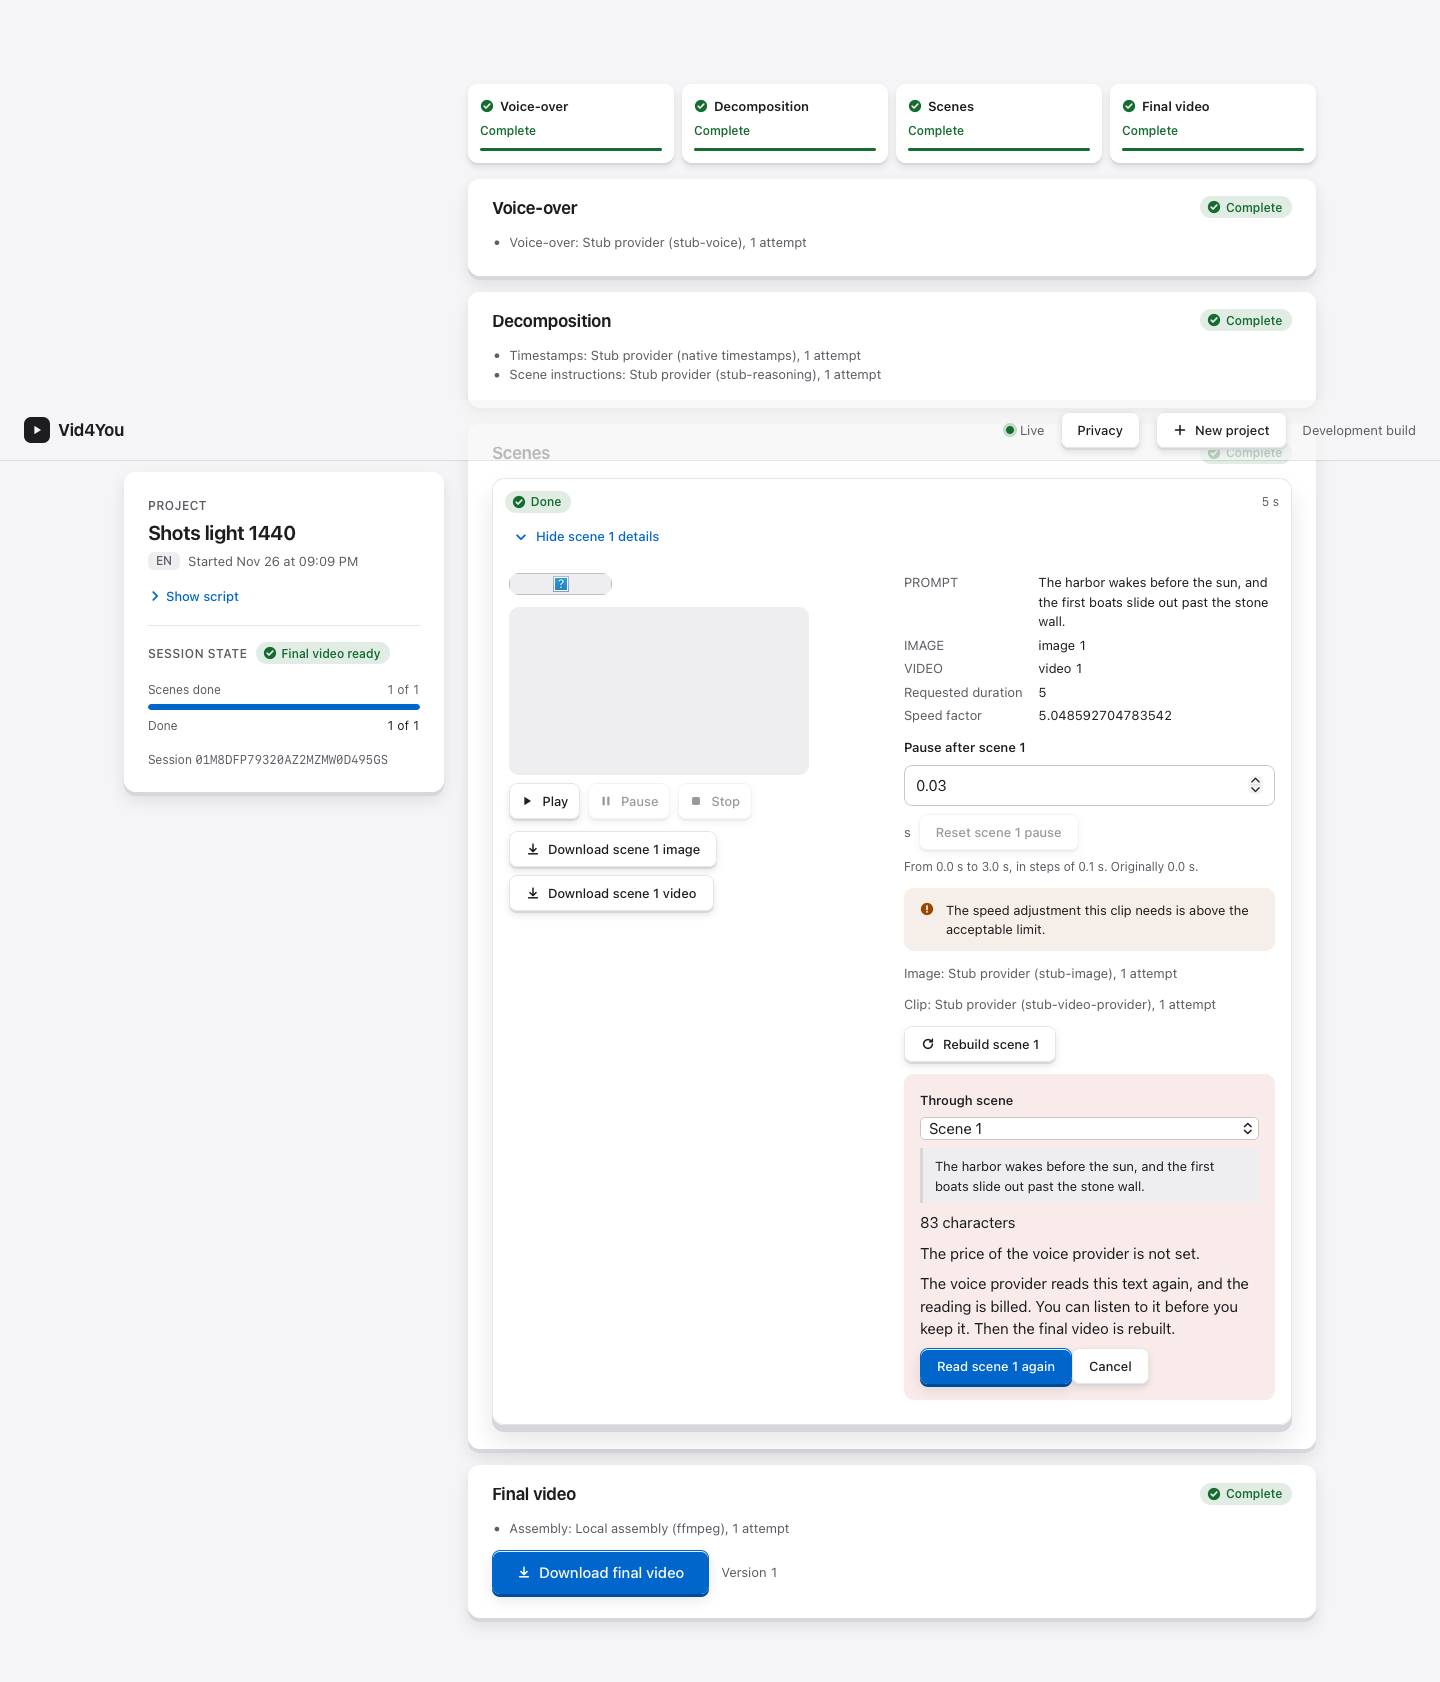 Voice-over
Complete
Decomposition
Complete
Scenes
Complete
Final video
Complete
Voice-over
Complete
Voice-over: Stub provider (stub-voice), 1 attempt
Decomposition
Complete
Timestamps: Stub provider (native timestamps), 1 attempt
Scene instructions: Stub provider (stub-reasoning), 1 attempt
Vid4You
Live
Privacy
New project
Development build
Scenes
Complete
PROJECT
Shots light 1440
EN Started Nov 26 at 09:09 PM
Show script
SESSION STATE Final video ready
Scenes done 1 of 1
Done 1 of 1
Session 01M8DFP79320AZ2MZMW0D495GS
Done
5 s
Hide scene 1 details
?
Play
Pause
Stop
Download scene 1 image
Download scene 1 video
PROMPT
The harbor wakes before the sun, and
the first boats slide out past the stone
wall.
IMAGE image 1
VIDEO video 1
Requested duration 5
Speed factor 5.048592704783542
Pause after scene 1
0.03
s Reset scene 1 pause
From 0.0 s to 3.0 s, in steps of 0.1 s. Originally 0.0 s.
The speed adjustment this clip needs is above the
acceptable limit.
Image: Stub provider (stub-image), 1 attempt
Clip: Stub provider (stub-video-provider), 1 attempt
Rebuild scene 1
Through scene
Scene 1
The harbor wakes before the sun, and the first
boats slide out past the stone wall.
83 characters
The price of the voice provider is not set.
The voice provider reads this text again, and the
reading is billed. You can listen to it before you
keep it. Then the final video is rebuilt.
Read scene 1 again
Cancel
Final video
Complete
Assembly: Local assembly (ffmpeg), 1 attempt
Download final video
Version 1